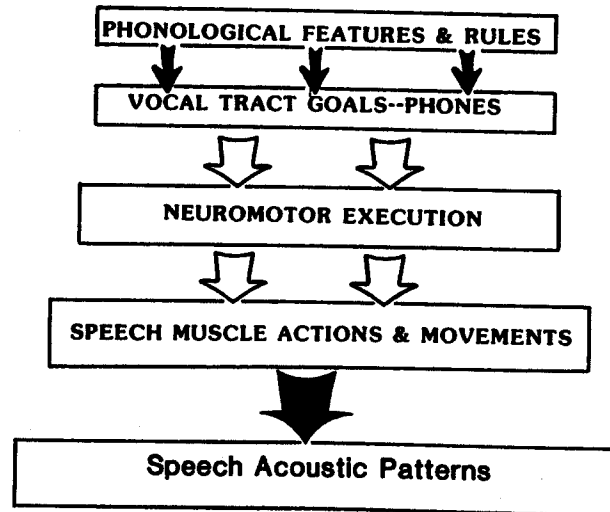 PHONOLOGICAL FEATURES & RULES
VOCAL TRACT GOALS--PHONES
NEUROMOTOR EXECUTION
SPEECH MUSCLE ACTIONS & MOVEMENTS
Speech Acoustic Patterns